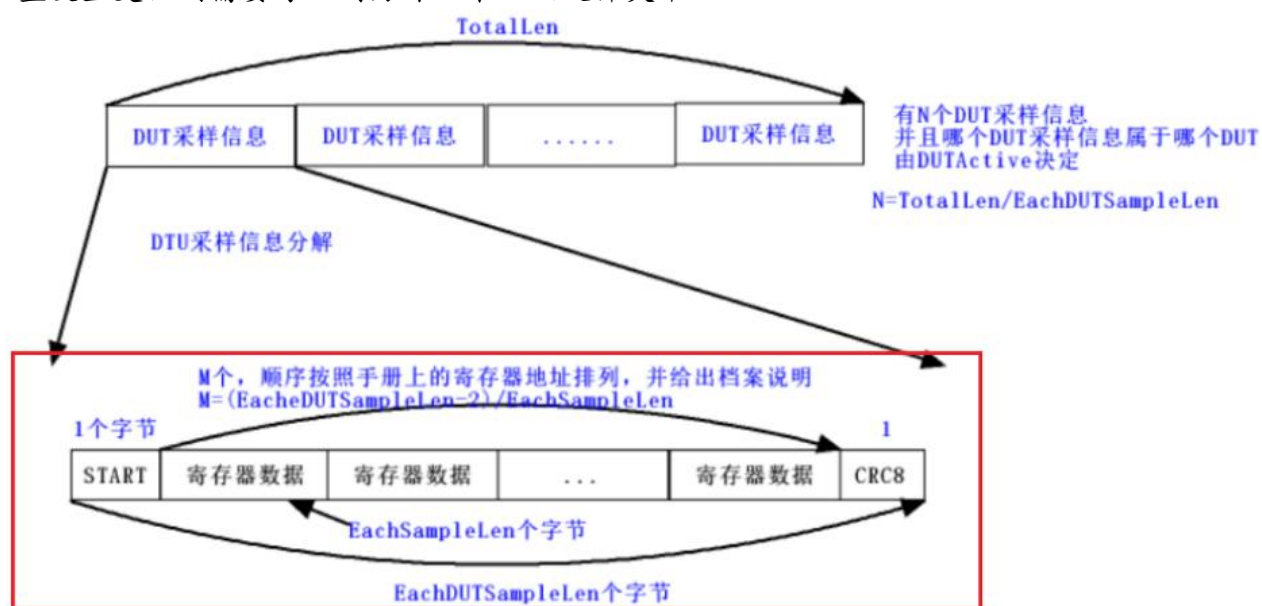 TotalLen
DUT采样信息
DUT采样信息
......
DUT采样信息
有N个DUT采样信息
并且哪个DUT采样信息属于哪个DUT
由DUTActive决定
N=TotalLen/EachDUTSampleLen
DTU采样信息分解
M个，顺序按照手册上的寄存器地址排列，并给出档案说明
M=(EacheDUTSampleLen-2)/EachSampleLen
1个字节
1
START
寄存器数据
寄存器数据
...
寄存器数据
CRC8
EachSampleLen个字节
EachDUTSampleLen个字节